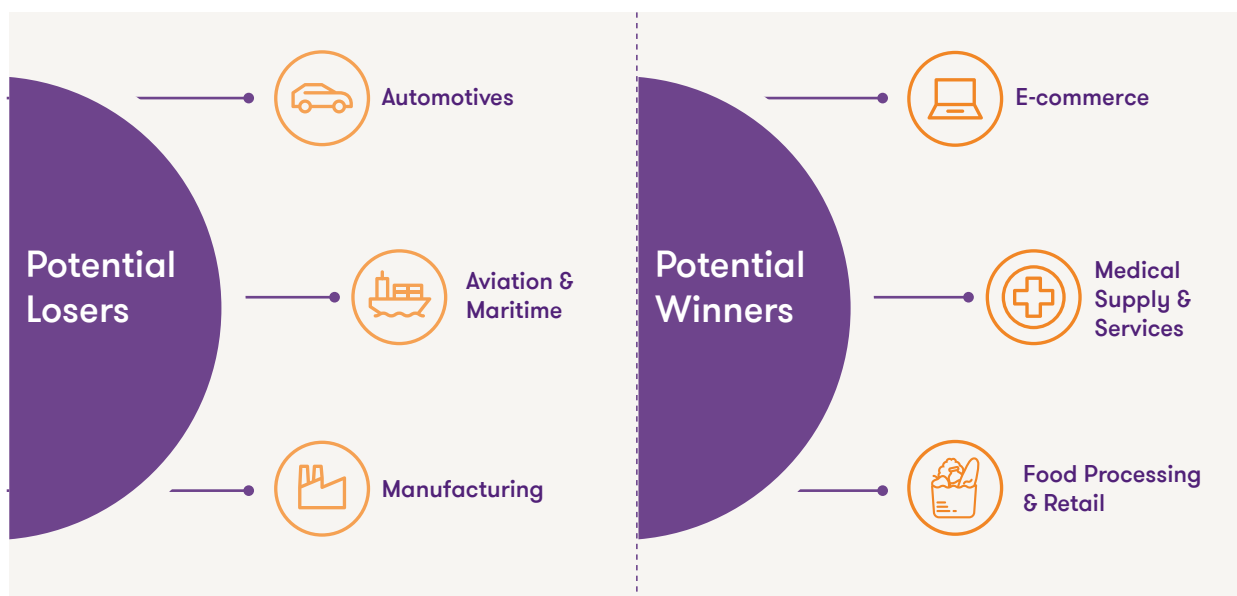 Potential
Losers
Automotives
Aviation &
Maritime
Manufacturing
Potential
Winners
E-commerce
Medical
Supply &
Services
Food Processing
& Retail